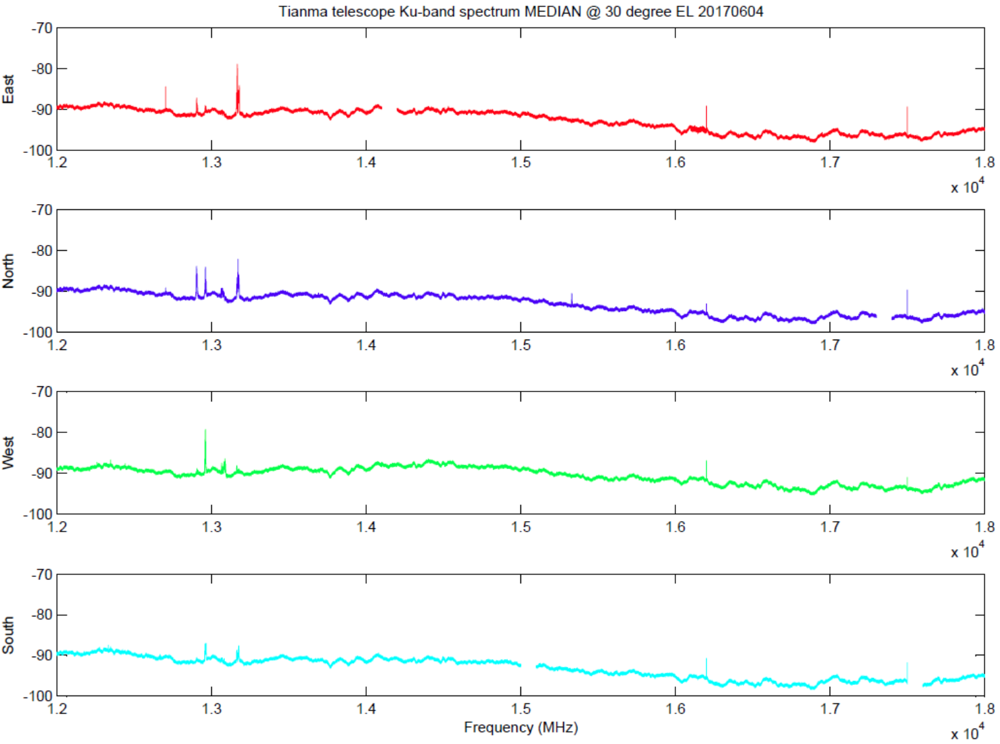 Tianma telescope Ku-band spectrum MEDIAN @ 30 degree EL 20170604
-70
-80
East
-90
-100
1.2 1.3 1.4 1.5 1.6 1.7 1.8
x 10^4
-70
-80
North
-90
-100
1.2 1.3 1.4 1.5 1.6 1.7 1.8
x 10^4
-70
-80
West
-90
-100
1.2 1.3 1.4 1.5 1.6 1.7 1.8
x 10^4
-70
-80
South
-90
-100
1.2 1.3 1.4 1.5 1.6 1.7 1.8
Frequency (MHz)
x 10^4